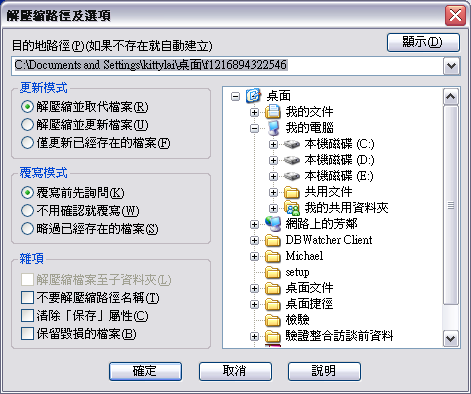 解壓縮路徑及選項
目的地路徑(P)(如果不存在就自動建立)
顯示(D)
C:\Documents and Settings\kittylai\桌面\f1216894322546
更新模式
解壓縮並取代檔案(R)
解壓縮並更新檔案(U)
僅更新已經存在的檔案(F)
覆寫模式
覆寫前先詢問(K)
不用確認就覆寫(W)
略過已經存在的檔案(S)
雜項
解壓縮檔案至子資料夾(L)
不要解壓縮路徑名稱(T)
清除「保存」屬性(C)
保留毀損的檔案(B)
桌面
我的文件
我的電腦
本機磁碟 (C:)
本機磁碟 (D:)
本機磁碟 (E:)
共用文件
我的共用資料夾
網路上的芳鄰
DBWatcher Client
Michael
setup
桌面文件
桌面捷徑
檢驗
驗證整合訪談前資料
確定
取消
說明